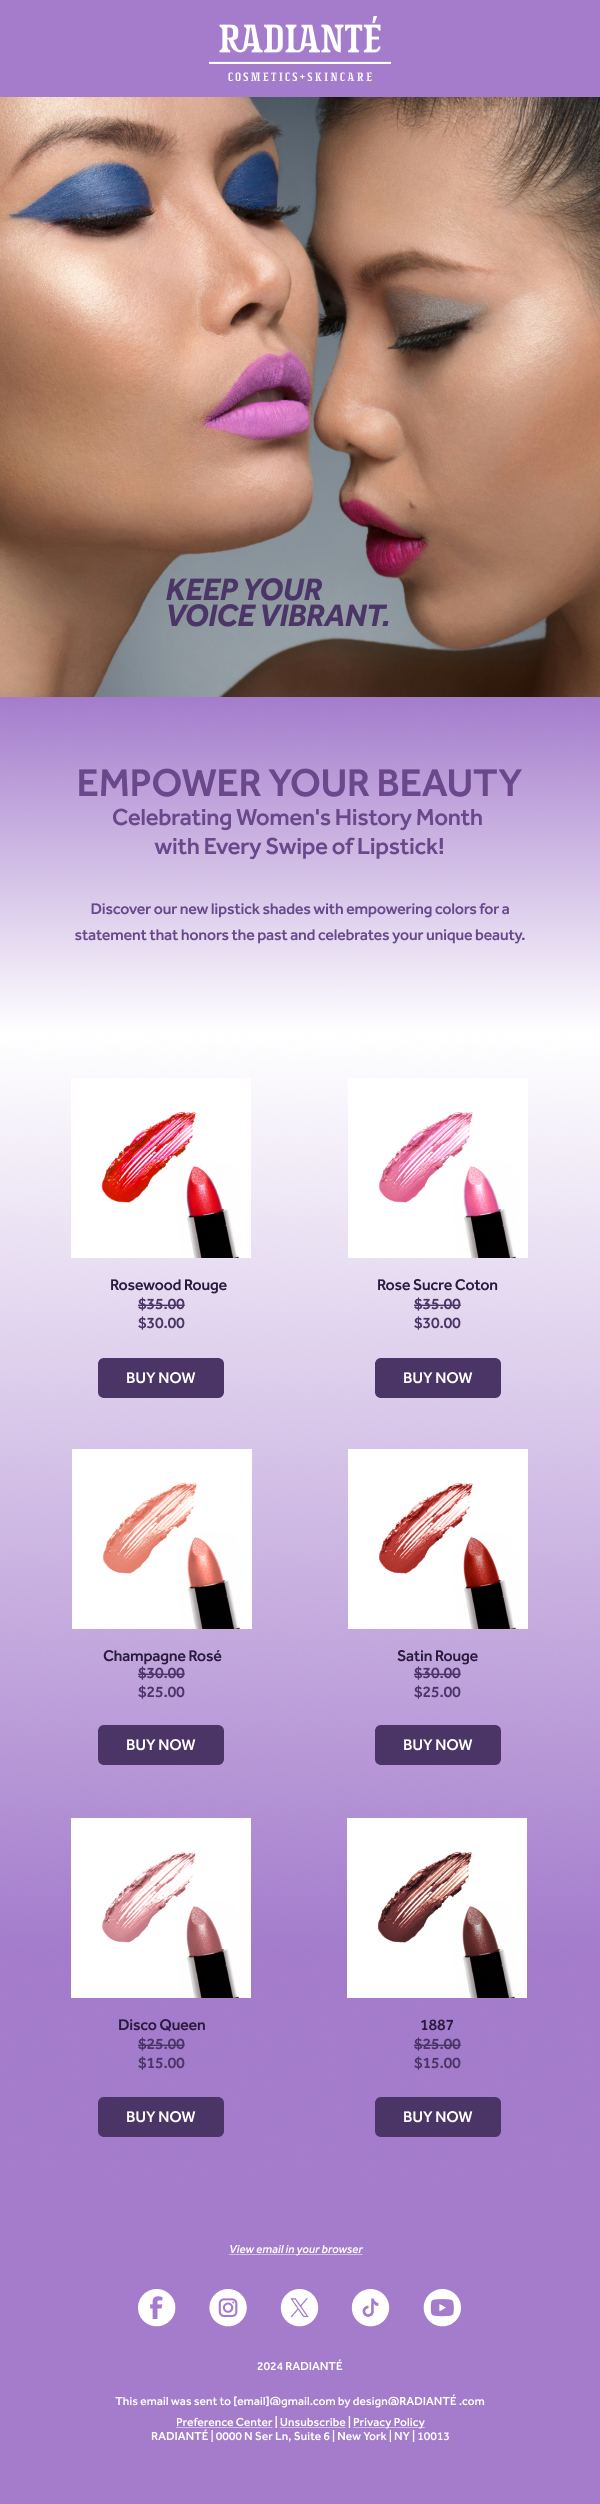 RADIANTÉ
COSMETICS+SKINCARE
KEEP YOUR
VOICE VIBRANT.
EMPOWER YOUR BEAUTY
Celebrating Women's History Month
with Every Swipe of Lipstick!
Discover our new lipstick shades with empowering colors for a
statement that honors the past and celebrates your unique beauty.
Rosewood Rouge
$35.00
$30.00
BUY NOW
Rose Sucre Coton
$35.00
$30.00
BUY NOW
Champagne Rosé
$30.00
$25.00
BUY NOW
Satin Rouge
$30.00
$25.00
BUY NOW
Disco Queen
$25.00
$15.00
BUY NOW
1887
$25.00
$15.00
BUY NOW
View email in your browser
2024 RADIANTÉ
This email was sent to [email]@gmail.com by design@RADIANTÉ .com
Preference Center | Unsubscribe | Privacy Policy
RADIANTÉ | 0000 N Ser Ln, Suite 6 | New York | NY | 10013